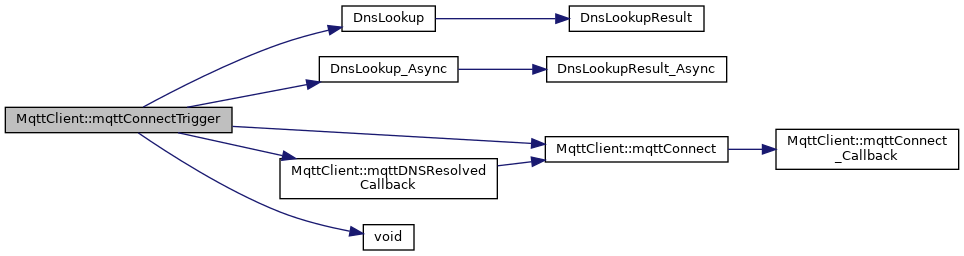 MqttClient::mqttConnectTrigger
DnsLookup
DnsLookupResult
DnsLookup_Async
DnsLookupResult_Async
MqttClient::mqttConnect
MqttClient::mqttConnect
_Callback
MqttClient::mqttDNSResolved
Callback
void